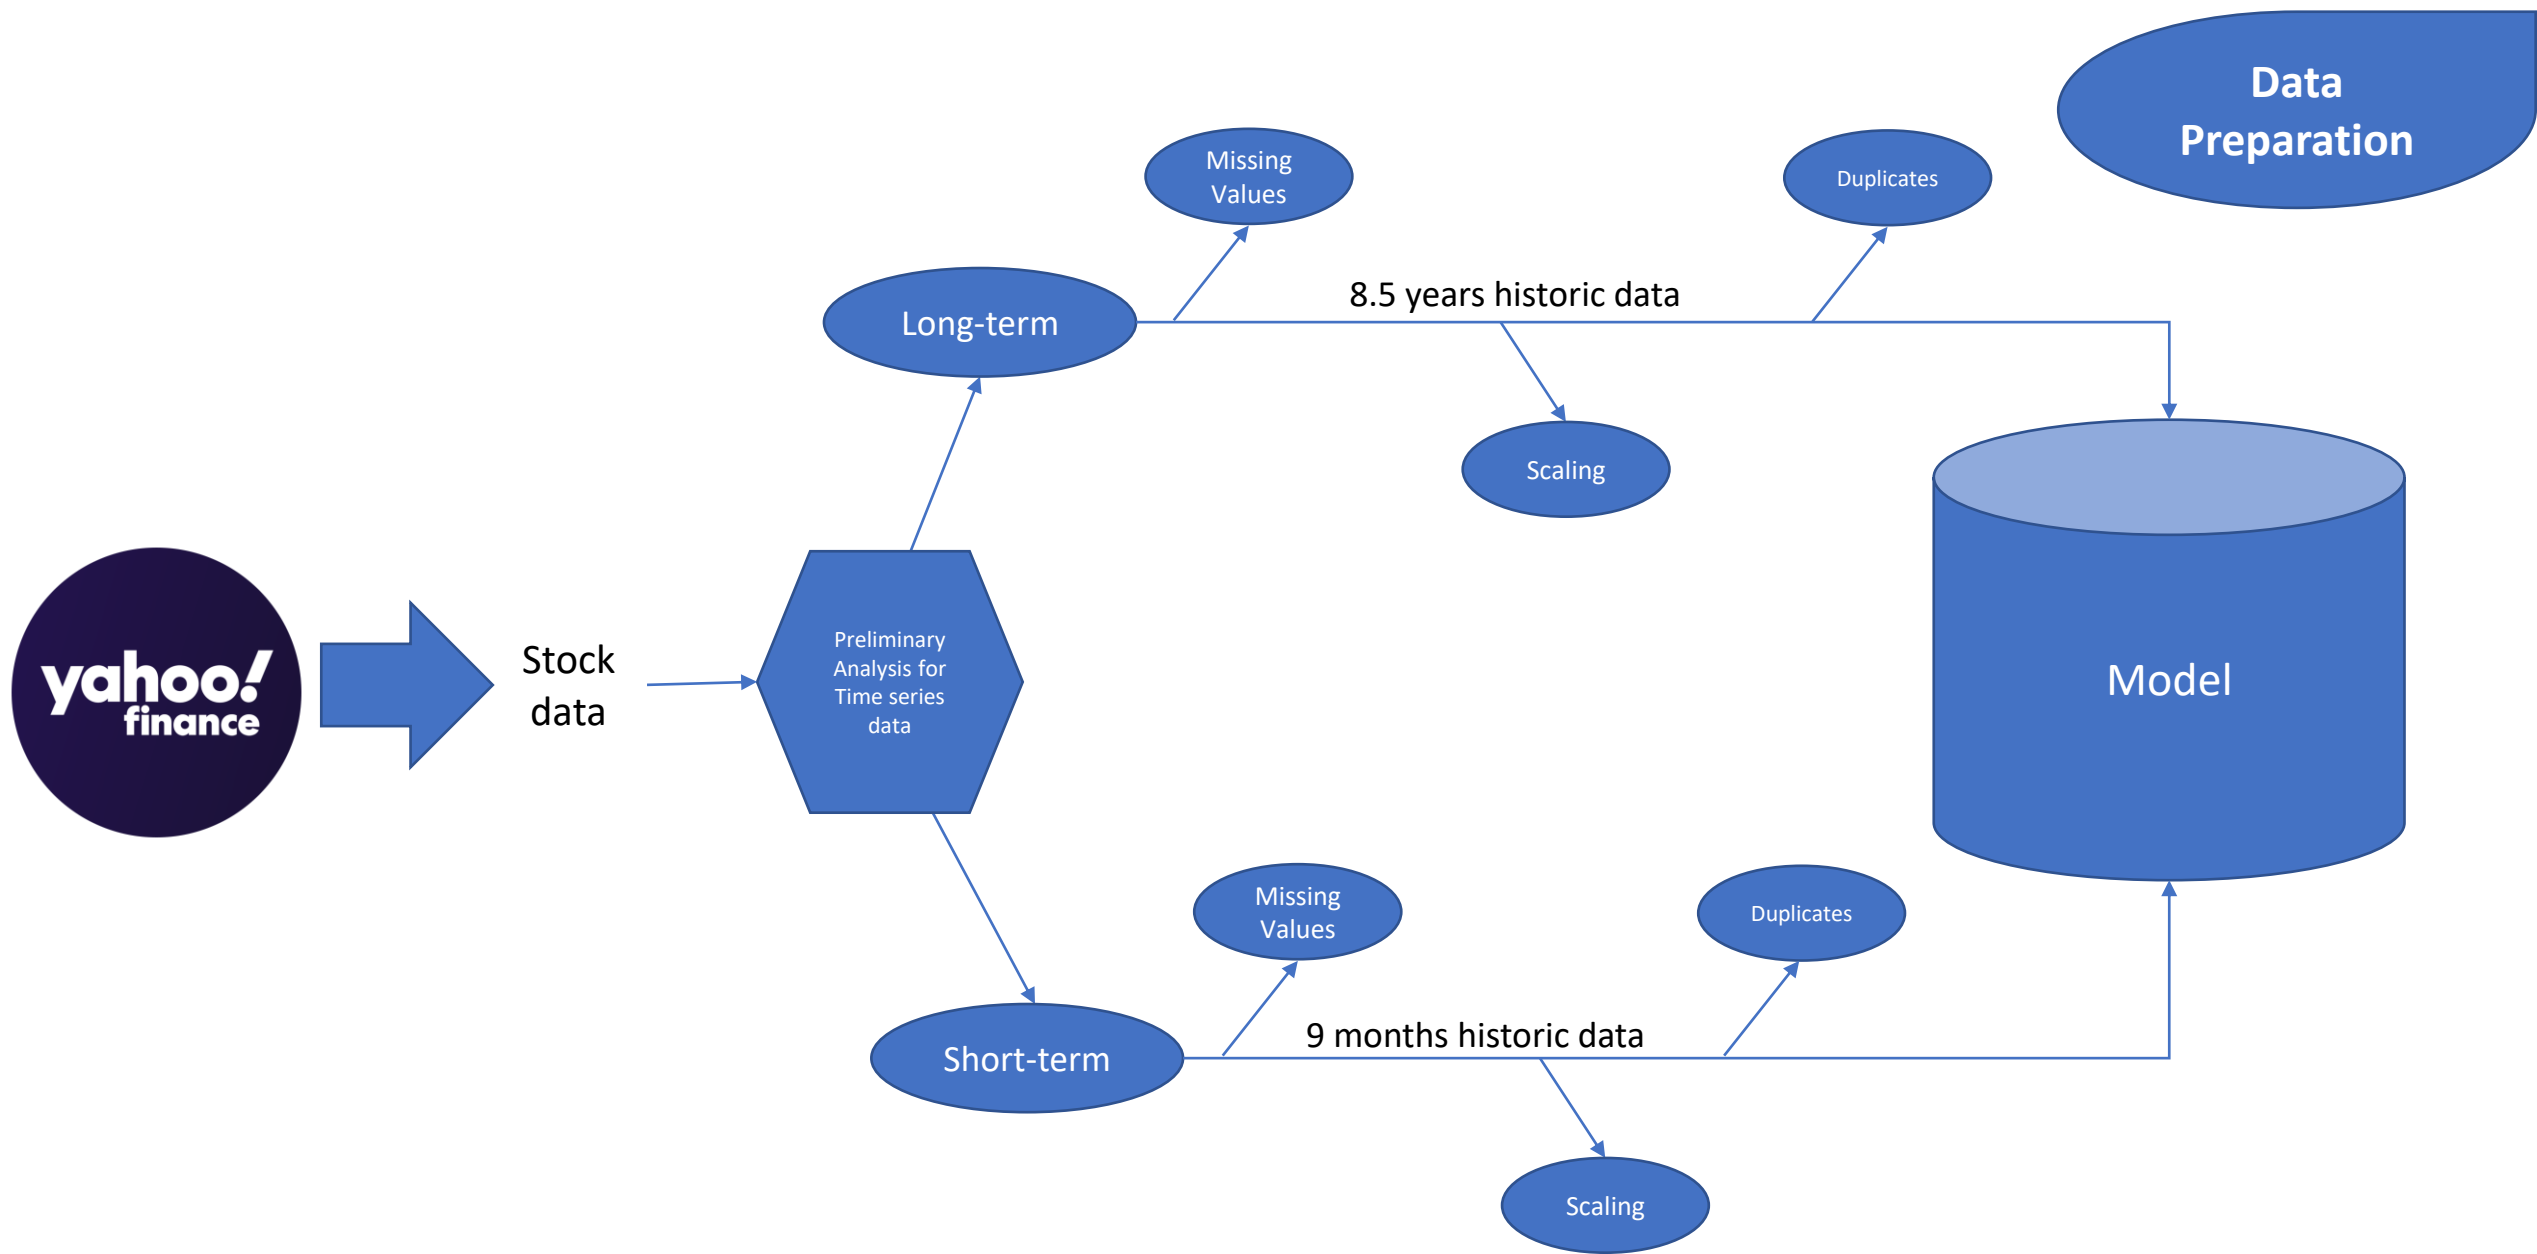 Data
Preparation
Missing
Values
Duplicates
8.5 years historic data
Long-term
Scaling
yahoo!
finance
Stock
data
Preliminary
Analysis for
Time series
data
Model
Missing
Values
Duplicates
9 months historic data
Short-term
Scaling